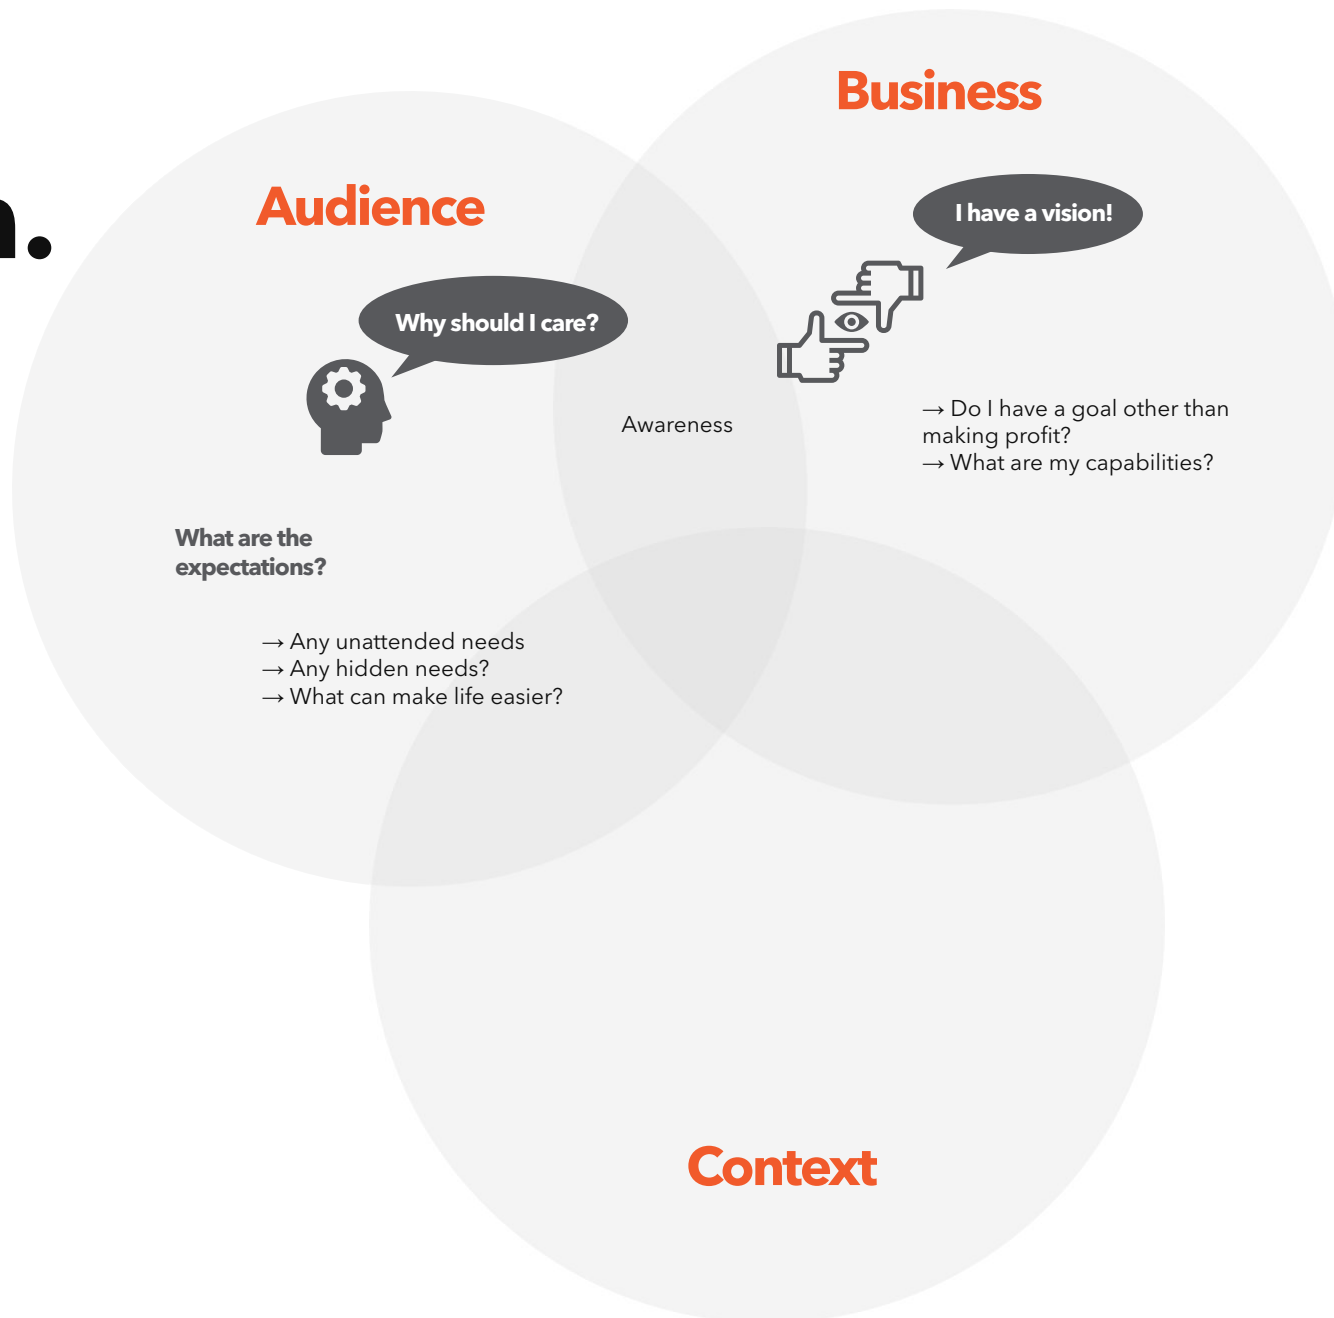 Business
I have a vision!
Audience
Why should I care?
Awareness
→ Do I have a goal other than
making profit?
→ What are my capabilities?
What are the
expectations?
→ Any unattended needs
→ Any hidden needs?
→ What can make life easier?
Context